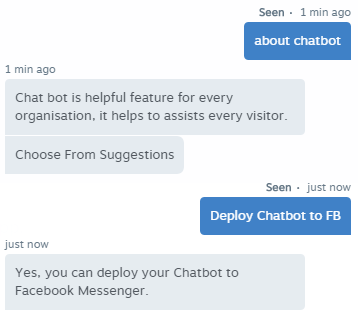 Seen · 1 min ago
about chatbot
1 min ago
Chat bot is helpful feature for every
organisation, it helps to assists every visitor.
Choose From Suggestions
Seen · just now
Deploy Chatbot to FB
just now
Yes, you can deploy your Chatbot to
Facebook Messenger.